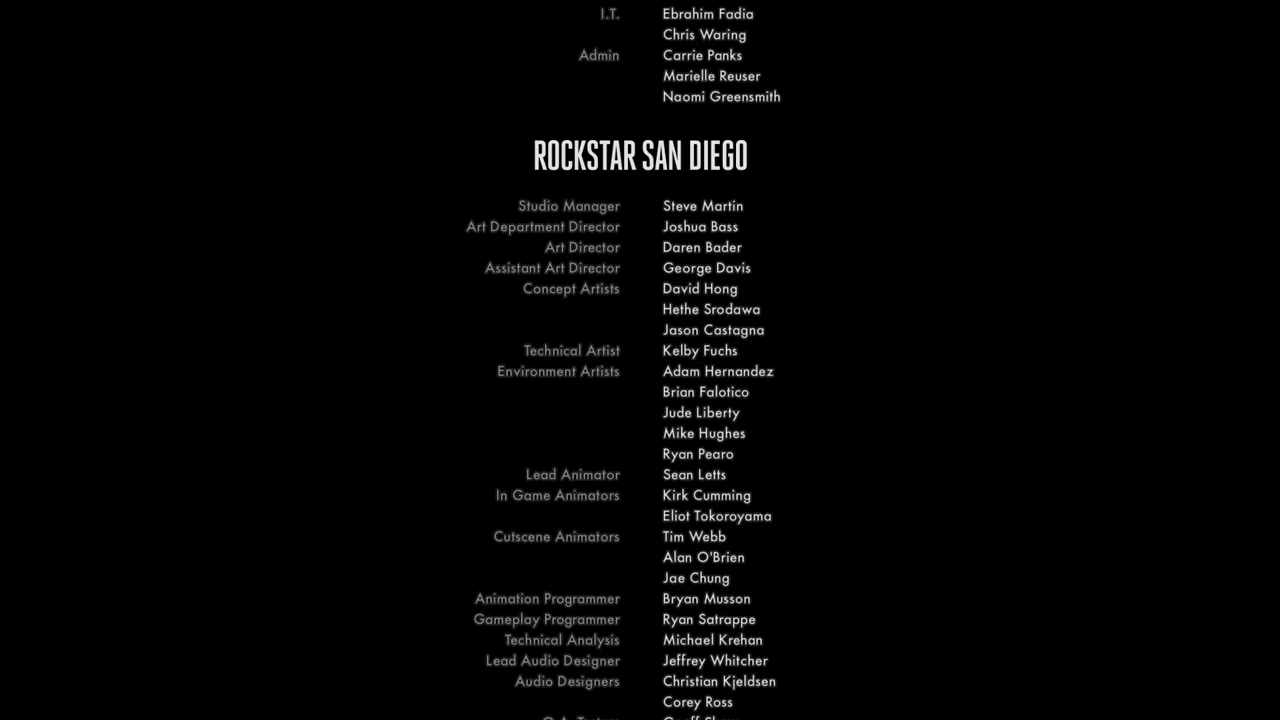 I.T. Ebrahim Fadia
Chris Waring
Admin Carrie Panks
Marielle Reuser
Naomi Greensmith
ROCKSTAR SAN DIEGO
Studio Manager Steve Martin
Art Department Director Joshua Bass
Art Director Daren Bader
Assistant Art Director George Davis
Concept Artists David Hong
Hethe Srodawa
Jason Castagna
Technical Artist Kelby Fuchs
Environment Artists Adam Hernandez
Brian Falotico
Jude Liberty
Mike Hughes
Ryan Pearo
Lead Animator Sean Letts
In Game Animators Kirk Cumming
Eliot Tokoroyama
Cutscene Animators Tim Webb
Alan O'Brien
Jae Chung
Animation Programmer Bryan Musson
Gameplay Programmer Ryan Satrappe
Technical Analysis Michael Krehan
Lead Audio Designer Jeffrey Whitcher
Audio Designers Christian Kjeldsen
Corey Ross